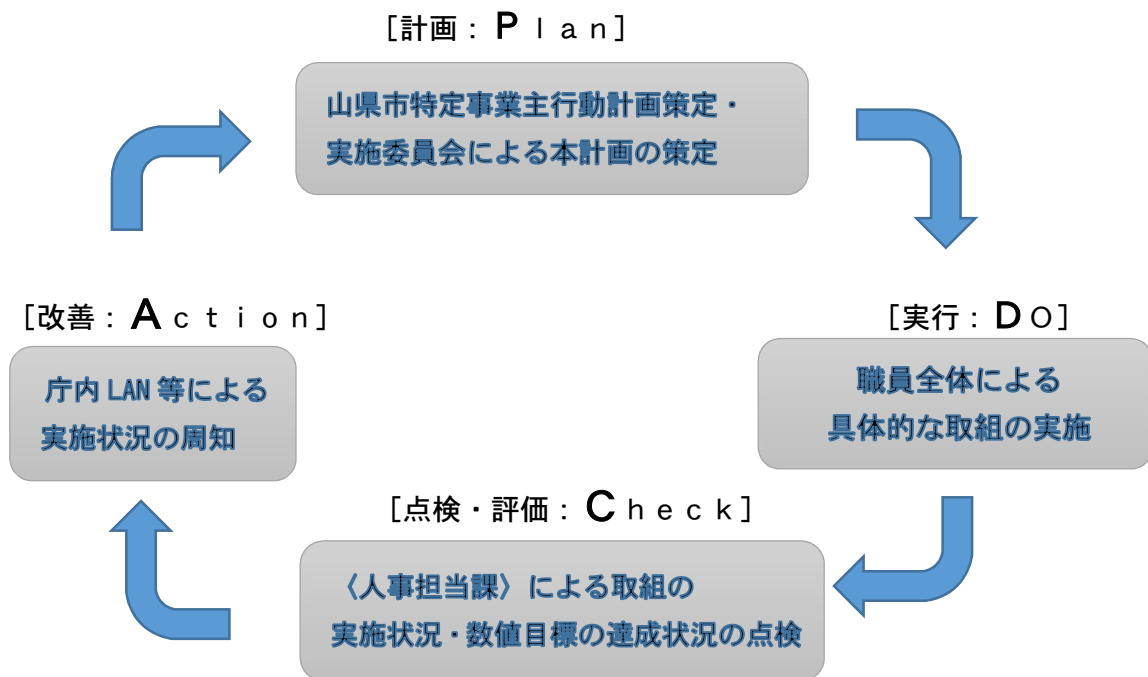 [計画：Ｐｌａｎ]
山県市特定事業主行動計画策定・
実施委員会による本計画の策定
[改善：Ａｃｔｉｏｎ]
庁内 LAN 等による
実施状況の周知
[実行：ＤＯ]
職員全体による
具体的な取組の実施
[点検・評価：Ｃｈｅｃｋ]
〈人事担当課〉による取組の
実施状況・数値目標の達成状況の点検